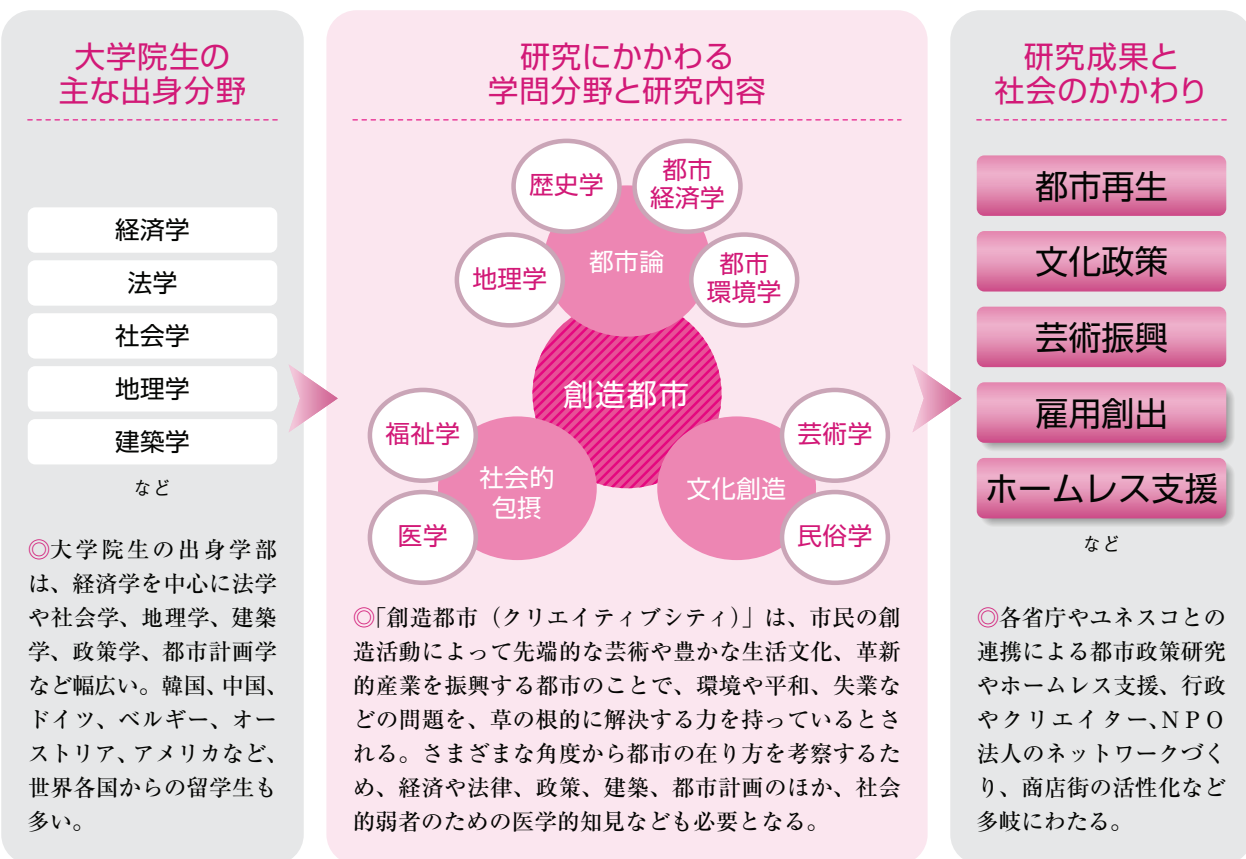 大学院生の
主な出身分野
経済学
法学
社会学
地理学
建築学
など
◎大学院生の出身学部
は、経済学を中心に法学
や社会学、地理学、建築
学、政策学、都市計画学
など幅広い。韓国、中国、
ドイツ、ベルギー、オー
ストリア、アメリカなど、
世界各国からの留学生も
多い。
研究にかかわる
学問分野と研究内容
歴史学
都市
経済学
地理学
都市論
都市
環境学
創造都市
福祉学
社会的
包摂
医学
芸術学
文化創造
民俗学
◎「創造都市（クリエイティブシティ）」は、市民の創
造活動によって先端的な芸術や豊かな生活文化、革新
的産業を振興する都市のことで、環境や平和、失業な
どの問題を、草の根的に解決する力を持っているとさ
れる。さまざまな角度から都市の在り方を考察するた
め、経済や法律、政策、建築、都市計画のほか、社会
的弱者のための医学的知見なども必要となる。
研究成果と
社会のかかわり
都市再生
文化政策
芸術振興
雇用創出
ホームレス支援
など
◎各省庁やユネスコとの
連携による都市政策研究
やホームレス支援、行政
やクリエイター、NPO
法人のネットワークづく
り、商店街の活性化など
多岐にわたる。